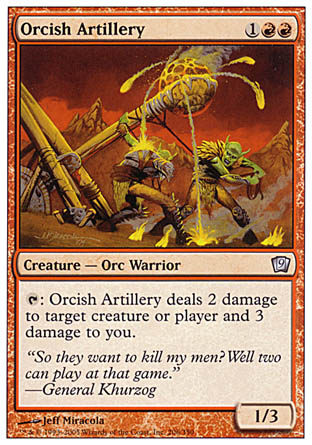 Orcish Artillery 1
Creature — Orc Warrior 9
: Orcish Artillery deals 2 damage
to target creature or player and 3
damage to you.
"So they want to kill my men? Well two
can play at that game."
—General Khurzog
Jeff Miracola
1/3